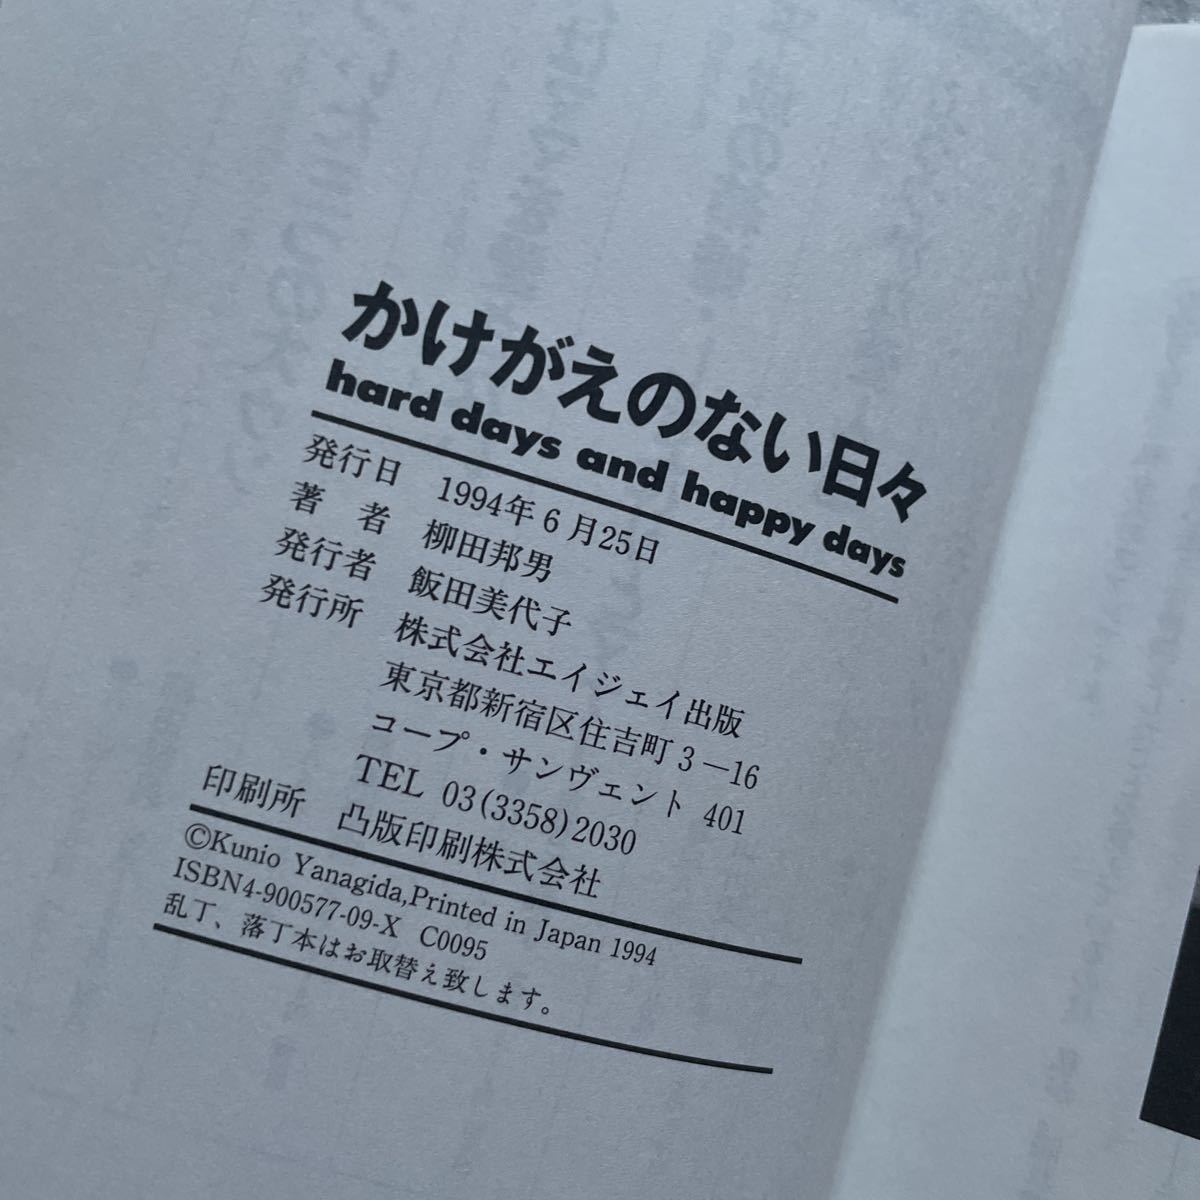 かけがえのない日々
hard days and happy days
発行日 1994年6月25日
著 者 柳田邦男
発行者 飯田美代子
発行所 株式会社エイジェイ出版
東京都新宿区住吉町3―16
コープ・サンヴェント 401
TEL 03(3358)2030
印刷所 凸版印刷株式会社
©Kunio Yanagida,Printed in Japan 1994
ISBN4-900577-09-X C0095
乱丁、落丁本はお取替え致します。